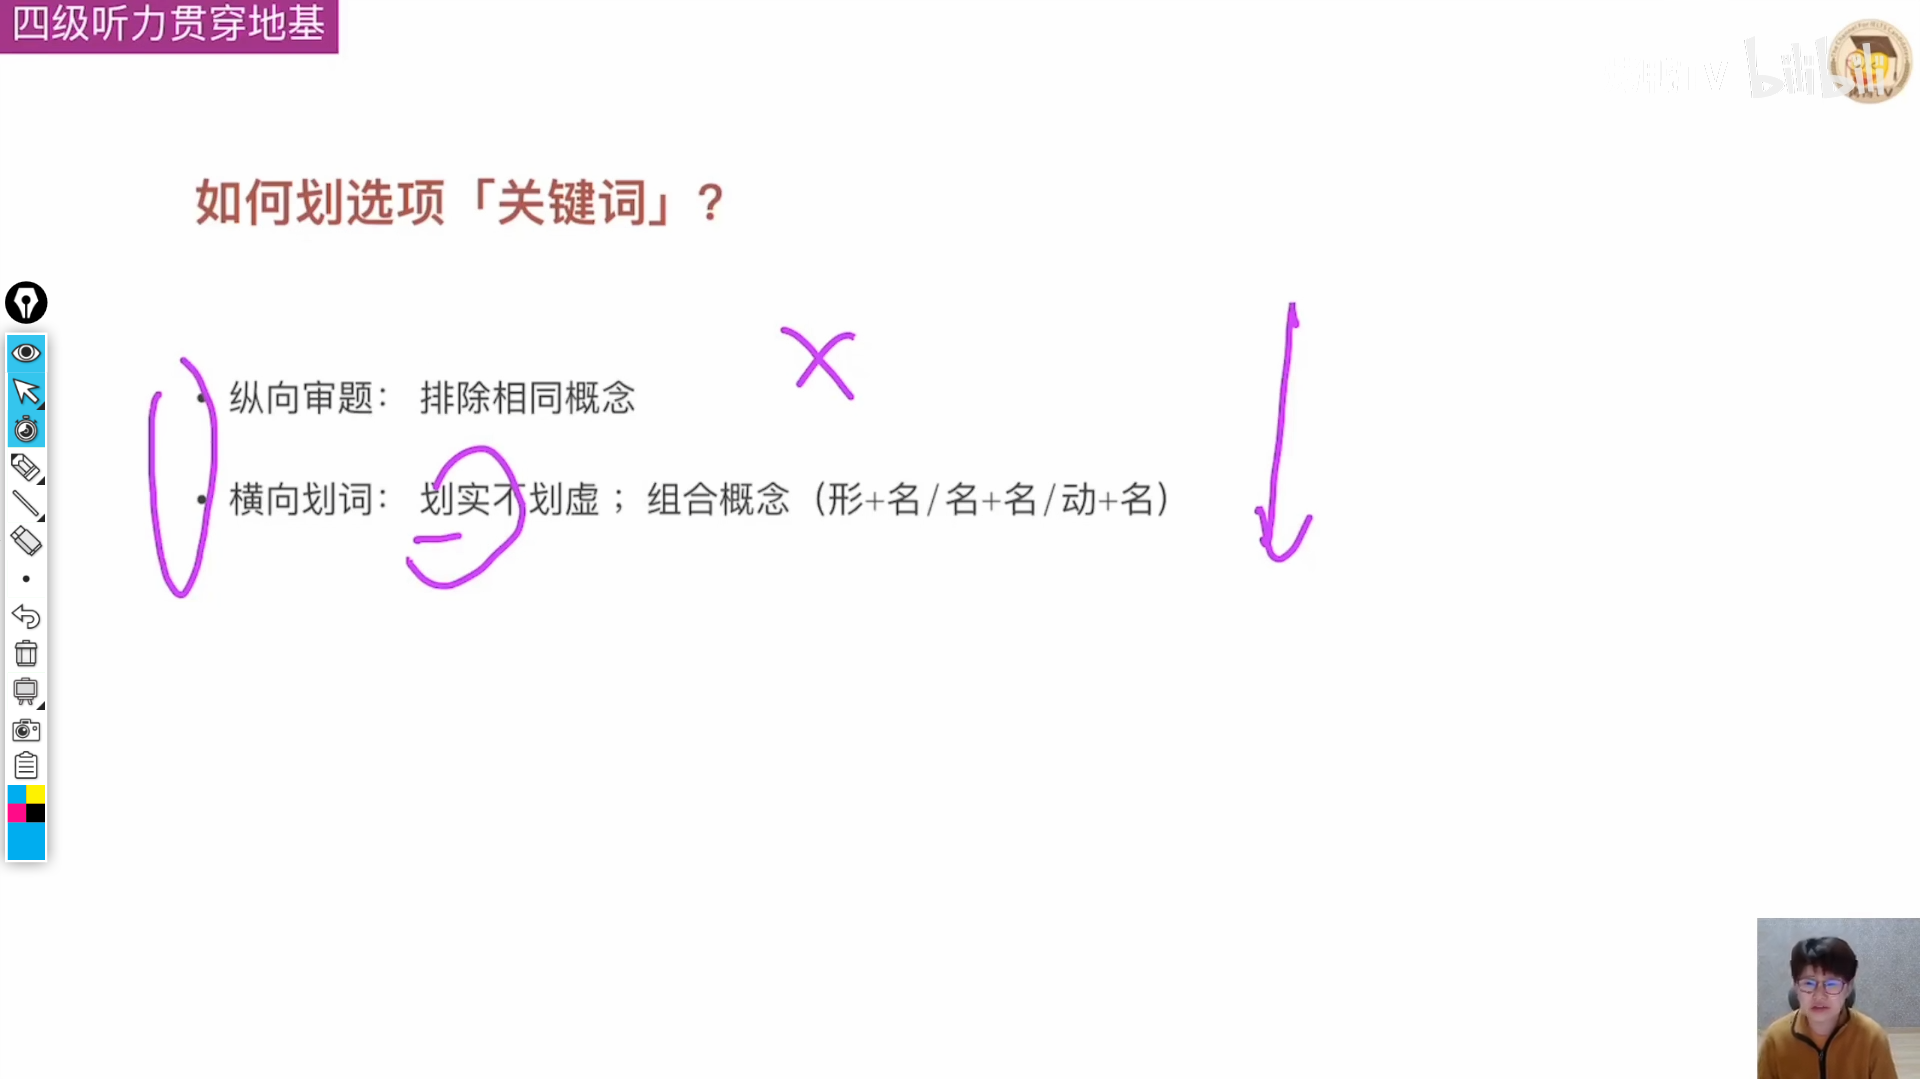 四级听力贯穿地基
bilibili
如何划选项「关键词」？
• 纵向审题： 排除相同概念
• 横向划词： 划实不划虚； 组合概念（形+名/名+名/动+名）